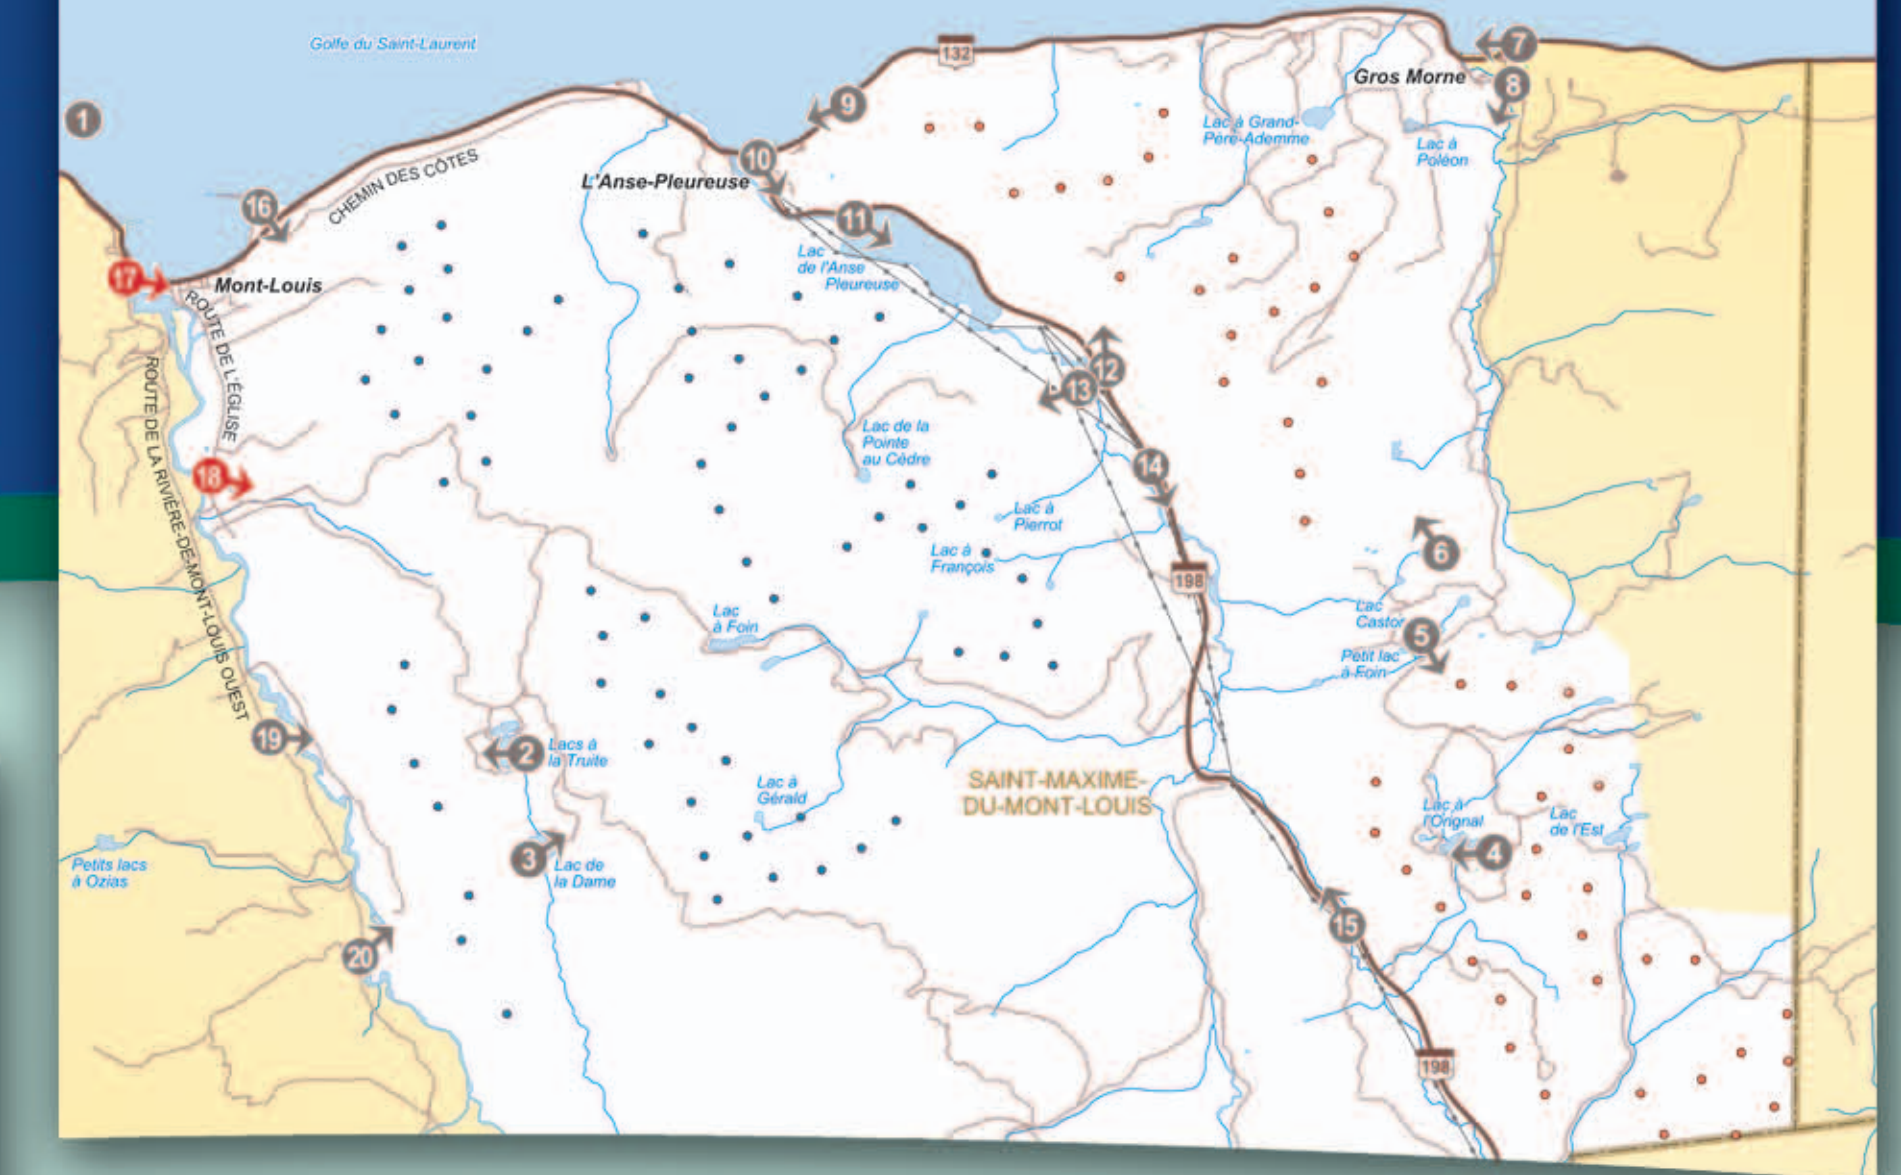 Golfe du Saint-Laurent
132
7
Gros Morne
8
1
9
Lac à Grand-
Père-Ademme
Lac à
Poléon
10
L'Anse-Pleureuse
CHEMIN DES CÔTES
16
11
Lac
de l'Anse
Pleureuse
17
Mont-Louis
ROUTE DE L'ÉGLISE
12
13
ROUTE DE LA RIVIÈRE-DE-MONT-LOUIS OUEST
Lac de la
Pointe
au Cèdre
14
18
Lac à
Pierrot
Lac à
François
6
198
Lac
à Foin
Lac
Castor
5
Petit lac
à Foin
19
2
Lacs à
la Truite
Lac à
Gérald
SAINT-MAXIME-
DU-MONT-LOUIS
Lac à
l'Orignal
Lac
de l'Est
4
3
Lac de
la Dame
Petits lacs
à Ozias
15
20
198